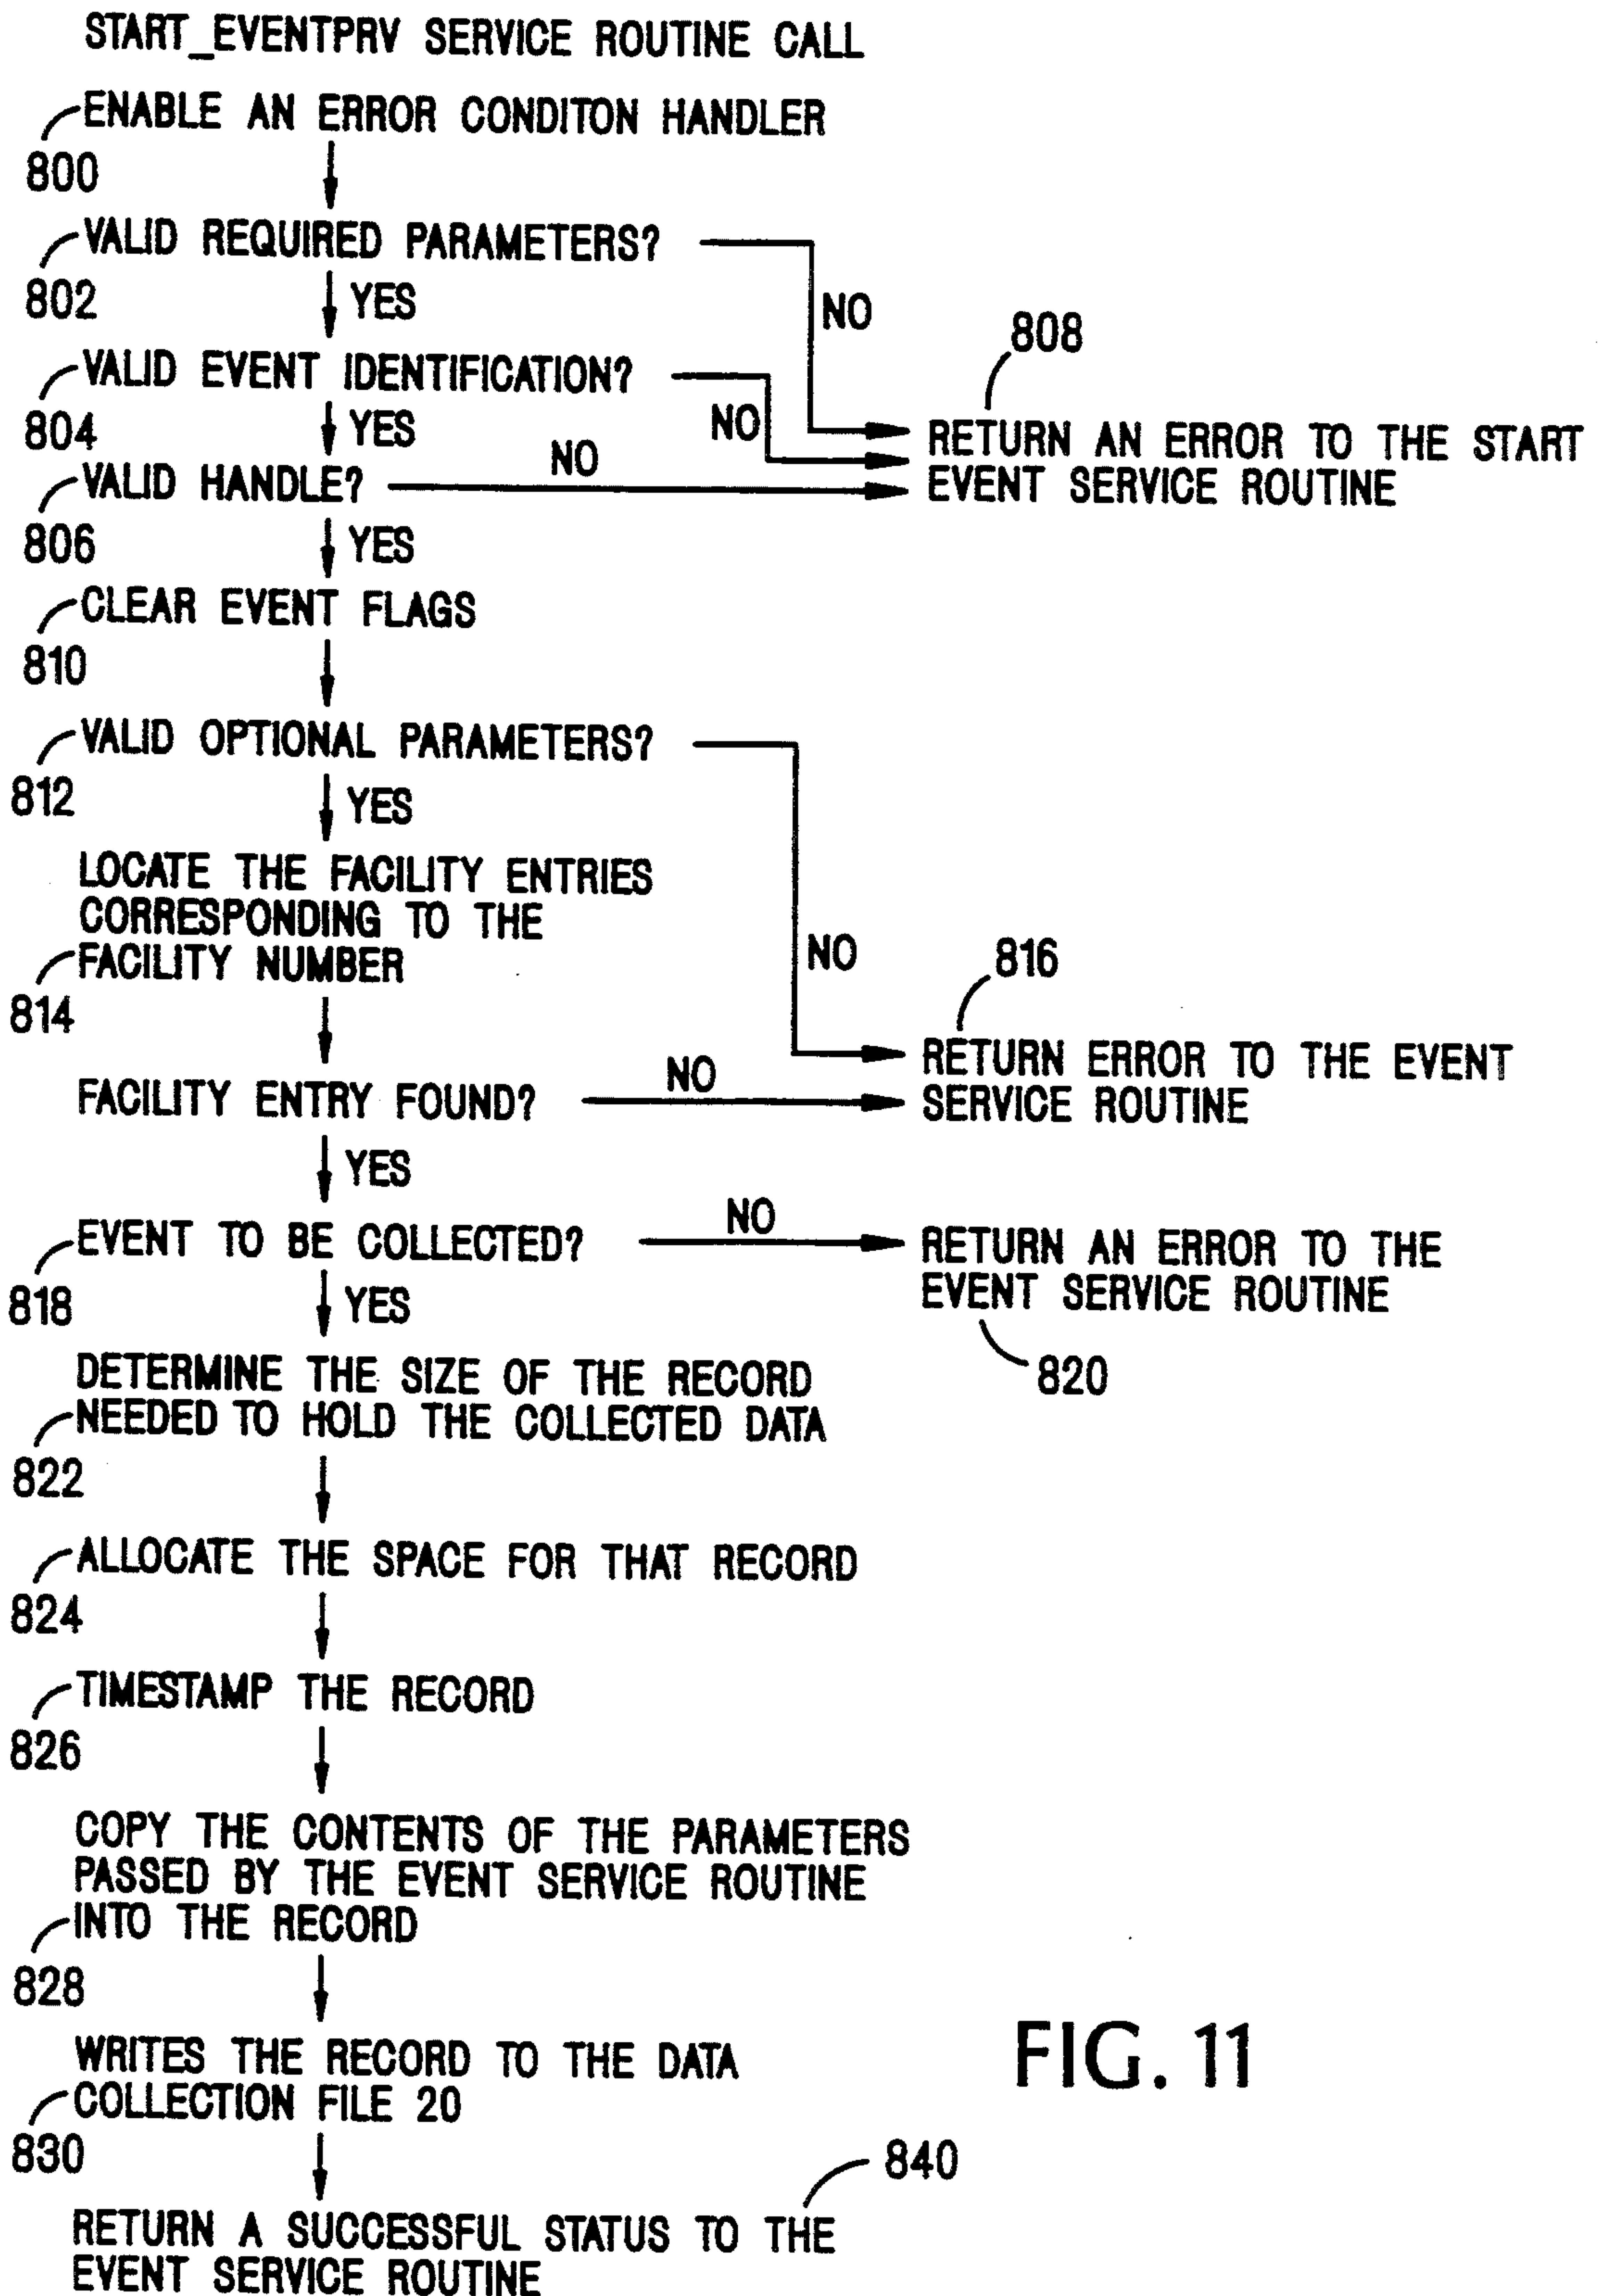 START_EVENTPRV SERVICE ROUTINE CALL
ENABLE AN ERROR CONDITON HANDLER
800
VALID REQUIRED PARAMETERS?
802
YES
NO
808
VALID EVENT IDENTIFICATION?
804
YES
NO
RETURN AN ERROR TO THE START
EVENT SERVICE ROUTINE
VALID HANDLE?
NO
806
YES
CLEAR EVENT FLAGS
810
VALID OPTIONAL PARAMETERS?
812
YES
NO
LOCATE THE FACILITY ENTRIES
CORRESPONDING TO THE
FACILITY NUMBER
814
816
RETURN ERROR TO THE EVENT
SERVICE ROUTINE
FACILITY ENTRY FOUND?
NO
YES
EVENT TO BE COLLECTED?
NO
818
YES
RETURN AN ERROR TO THE
EVENT SERVICE ROUTINE
820
DETERMINE THE SIZE OF THE RECORD
NEEDED TO HOLD THE COLLECTED DATA
822
ALLOCATE THE SPACE FOR THAT RECORD
824
TIMESTAMP THE RECORD
826
COPY THE CONTENTS OF THE PARAMETERS
PASSED BY THE EVENT SERVICE ROUTINE
INTO THE RECORD
828
WRITES THE RECORD TO THE DATA
COLLECTION FILE 20
830
840
RETURN A SUCCESSFUL STATUS TO THE
EVENT SERVICE ROUTINE
FIG. 11